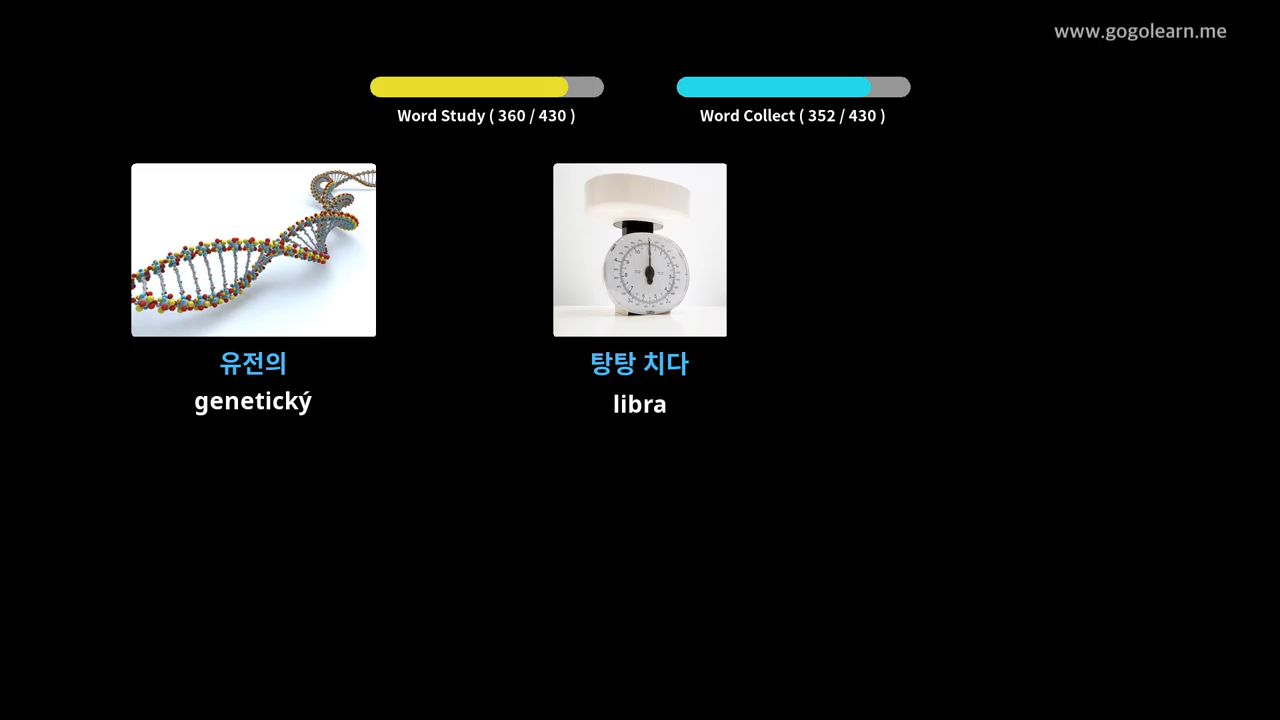 www.gogolearn.me
Word Study ( 360 / 430 )
Word Collect ( 352 / 430 )
유전의
genetický
탕탕 치다
libra